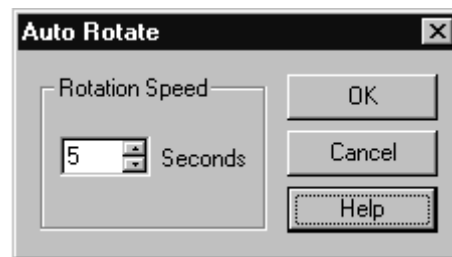 Auto Rotate
Rotation Speed
OK
5 Seconds
Cancel
Help